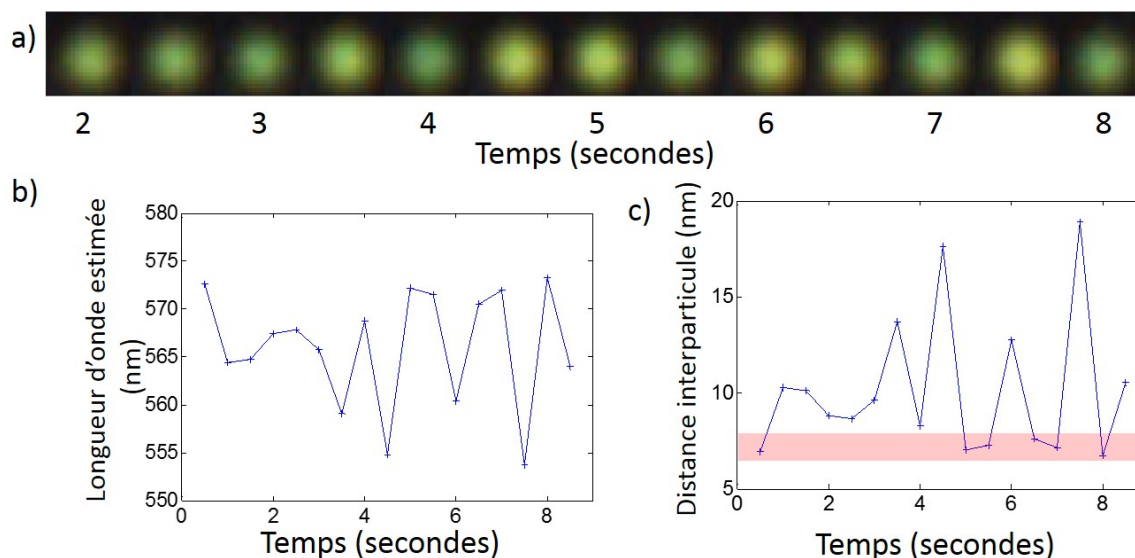 a)
2 3 4 5 6 7 8
Temps (secondes)
b)
Longueur d'onde estimée
(nm)
580
575
570
565
560
555
550
0 2 4 6 8
Temps (secondes)
c)
Distance interparticule (nm)
20
15
10
5
0 2 4 6 8
Temps (secondes)